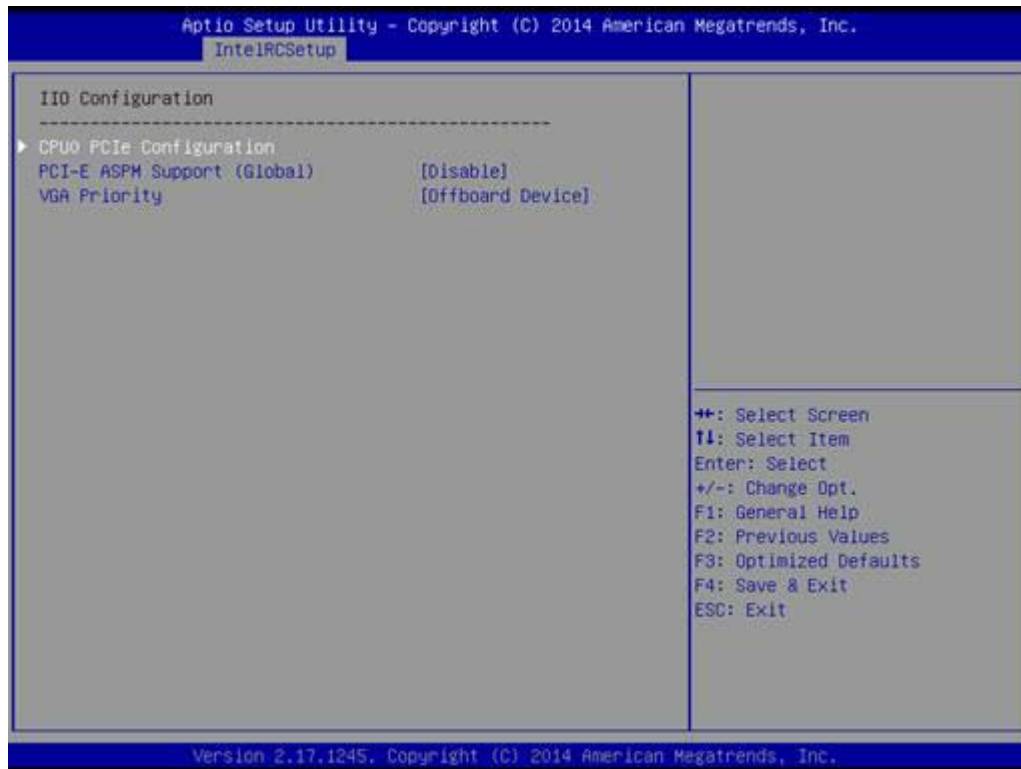 Aptio Setup Utility – Copyright (C) 2014 American Megatrends, Inc.
IntelRCSetup
IIO Configuration
--------------------------------------------------
CPU0 PCIe Configuration
PCI-E ASPM Support (Global) [Disable]
VGA Priority [Offboard Device]
→←: Select Screen
↑↓: Select Item
Enter: Select
+/-: Change Opt.
F1: General Help
F2: Previous Values
F3: Optimized Defaults
F4: Save & Exit
ESC: Exit
Version 2.17.1245. Copyright (C) 2014 American Megatrends, Inc.